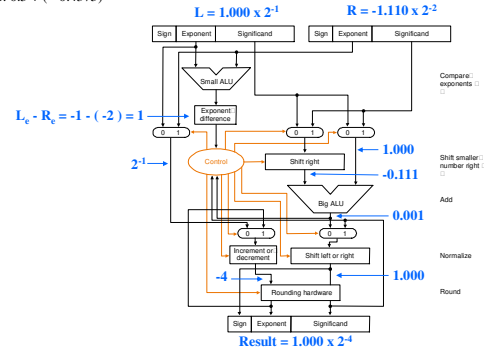 L = 1.000 x 2-1 R = -1.110 x 2-2
Sign Exponent Significand Sign Exponent Significand
Compare
exponents
Small ALU
Exponent
difference
Le - Re = -1 - ( -2 ) = 1
0 1 0 1 0 1
2-1
Control
Shift right
1.000
Shift smaller
number right
-0.111
Big ALU
Add
0.001
0 1 0 1
Increment or
decrement
Shift left or right
Normalize
-4
1.000
Rounding hardware
Round
Sign Exponent Significand
Result = 1.000 x 2-4